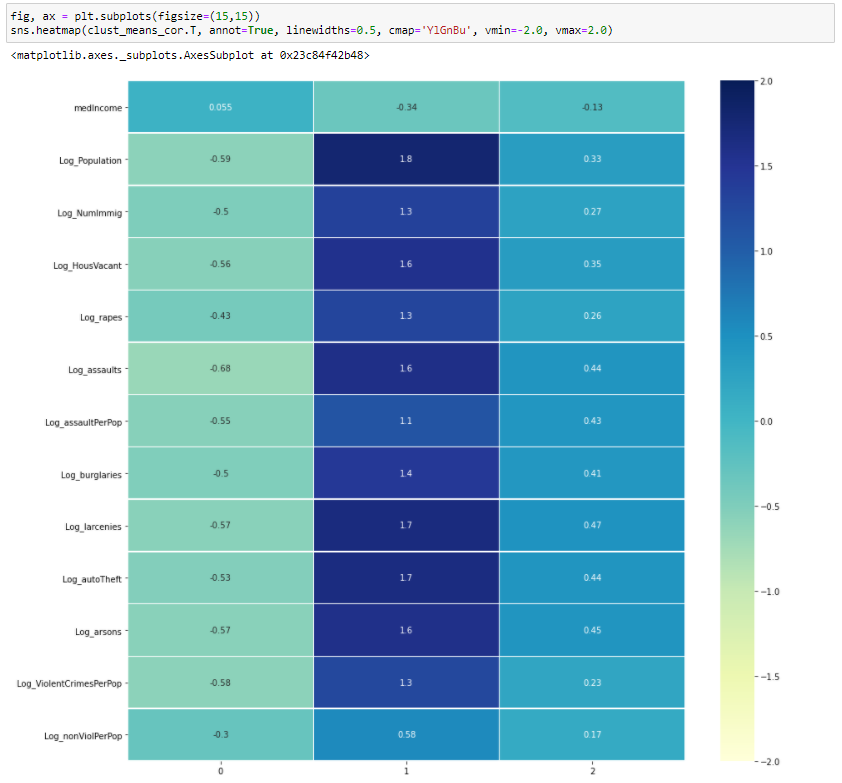 fig, ax = plt.subplots(figsize=(15,15))
sns.heatmap(clust_means_cor.T, annot=True, linewidths=0.5, cmap='YlGnBu', vmin=-2.0, vmax=2.0)
<matplotlib.axes._subplots.AxesSubplot at 0x23c84f42b48>
medIncome 0.055 -0.34 -0.13
Log_Population -0.59 1.8 0.33
Log_NumImmig -0.5 1.3 0.27
Log_HousVacant -0.56 1.6 0.35
Log_rapes -0.43 1.3 0.26
Log_assaults -0.68 1.6 0.44
Log_assaultPerPop -0.55 1.1 0.43
Log_burglaries -0.5 1.4 0.41
Log_larcenies -0.57 1.7 0.47
Log_autoTheft -0.53 1.7 0.44
Log_arsons -0.57 1.6 0.45
Log_ViolentCrimesPerPop -0.58 1.3 0.23
Log_nonViolPerPop -0.3 0.58 0.17
0 1 2
2.0
1.5
1.0
0.5
0.0
−0.5
−1.0
−1.5
−2.0